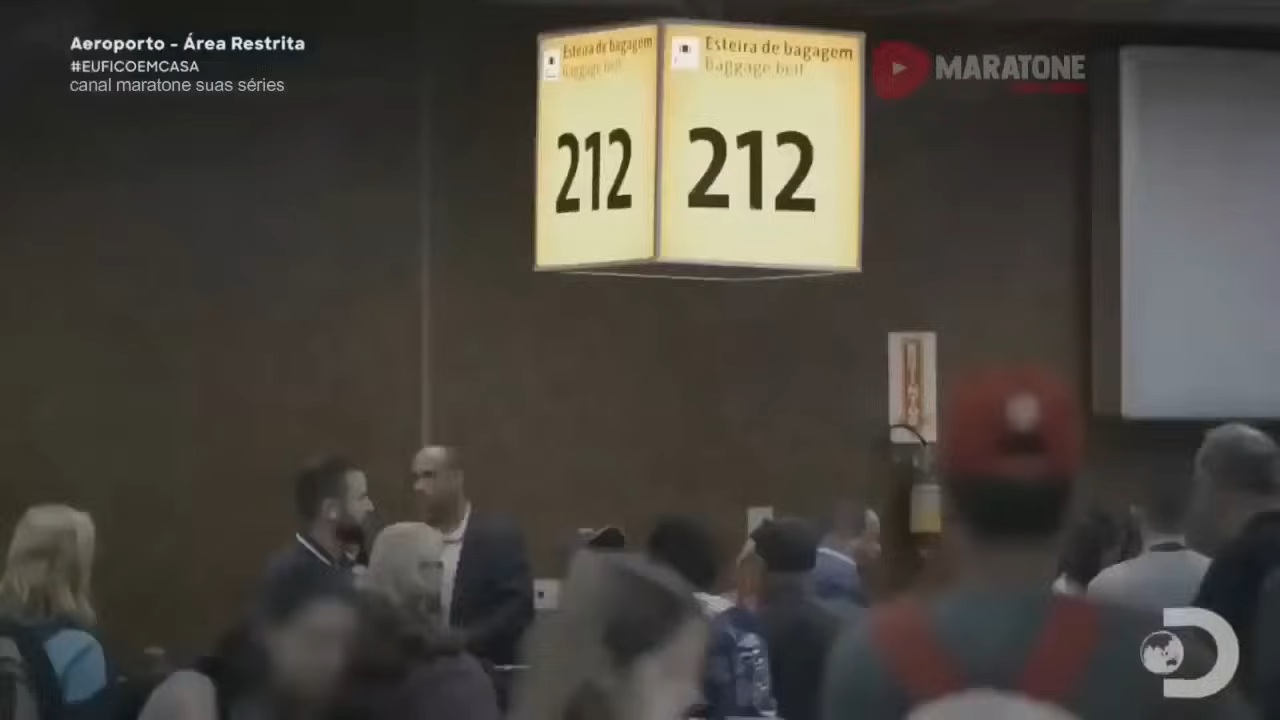 Aeroporto - Área Restrita
#EUFICOEMCASA
canal maratone suas séries
Esteira de bagagem
baggage belt
212
Esteira de bagagem
baggage belt
212
MARATONE